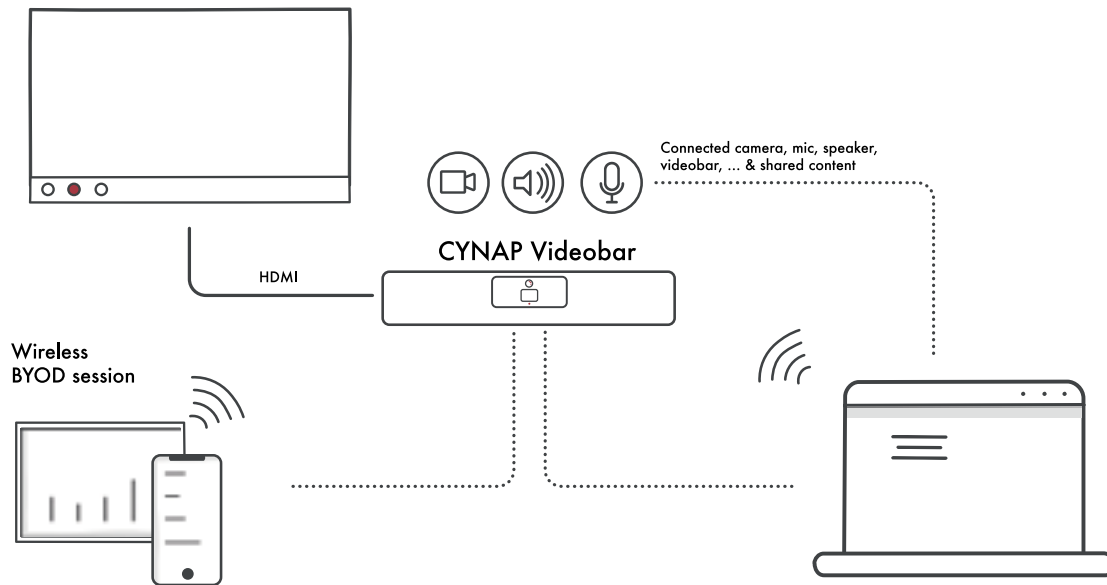 Connected camera, mic, speaker,
videobar, ... & shared content
CYNAP Videobar
HDMI
Wireless
BYOD session